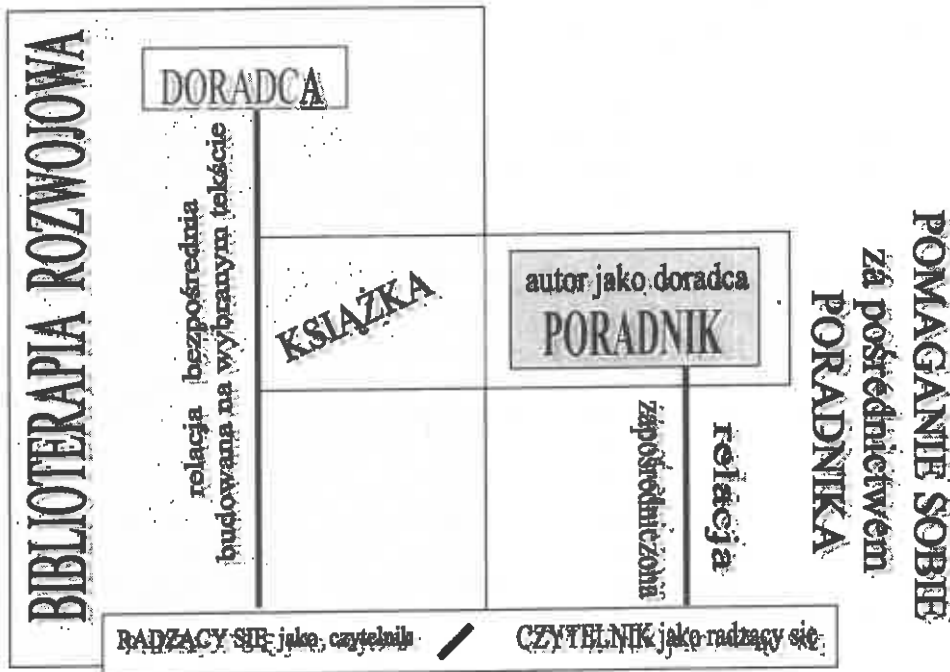 BIBLIOTERAPIA ROZWOJOWA
DORADCA
relacja bezpośrednia
budowana na wybranym tekście
KSIĄŻKA
autor jako doradca
PORADNIK
relacja
zapośredniczona
POMAGANIE SOBIE
za pośrednictwem
PORADNIKA
RADZĄCY SIĘ jako czytelnik / CZYTELNIK jako radzący się